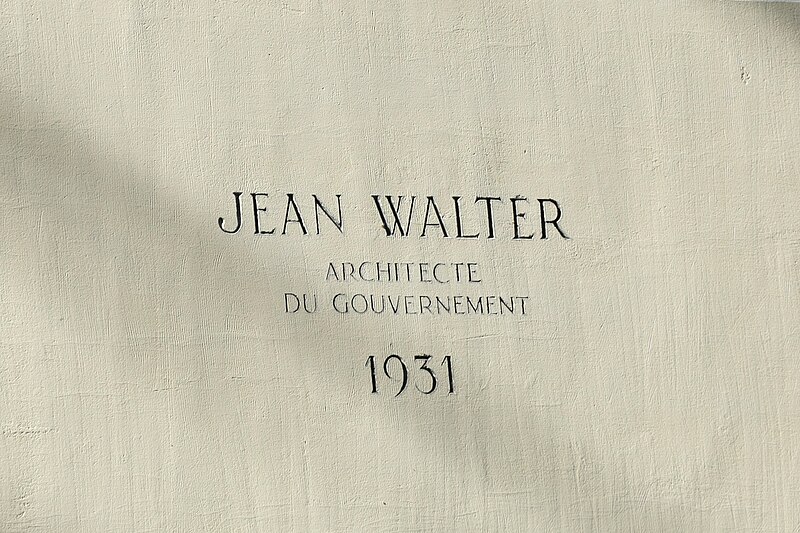 JEAN WALTER
ARCHITECTE
DU GOUVERNEMENT
1931